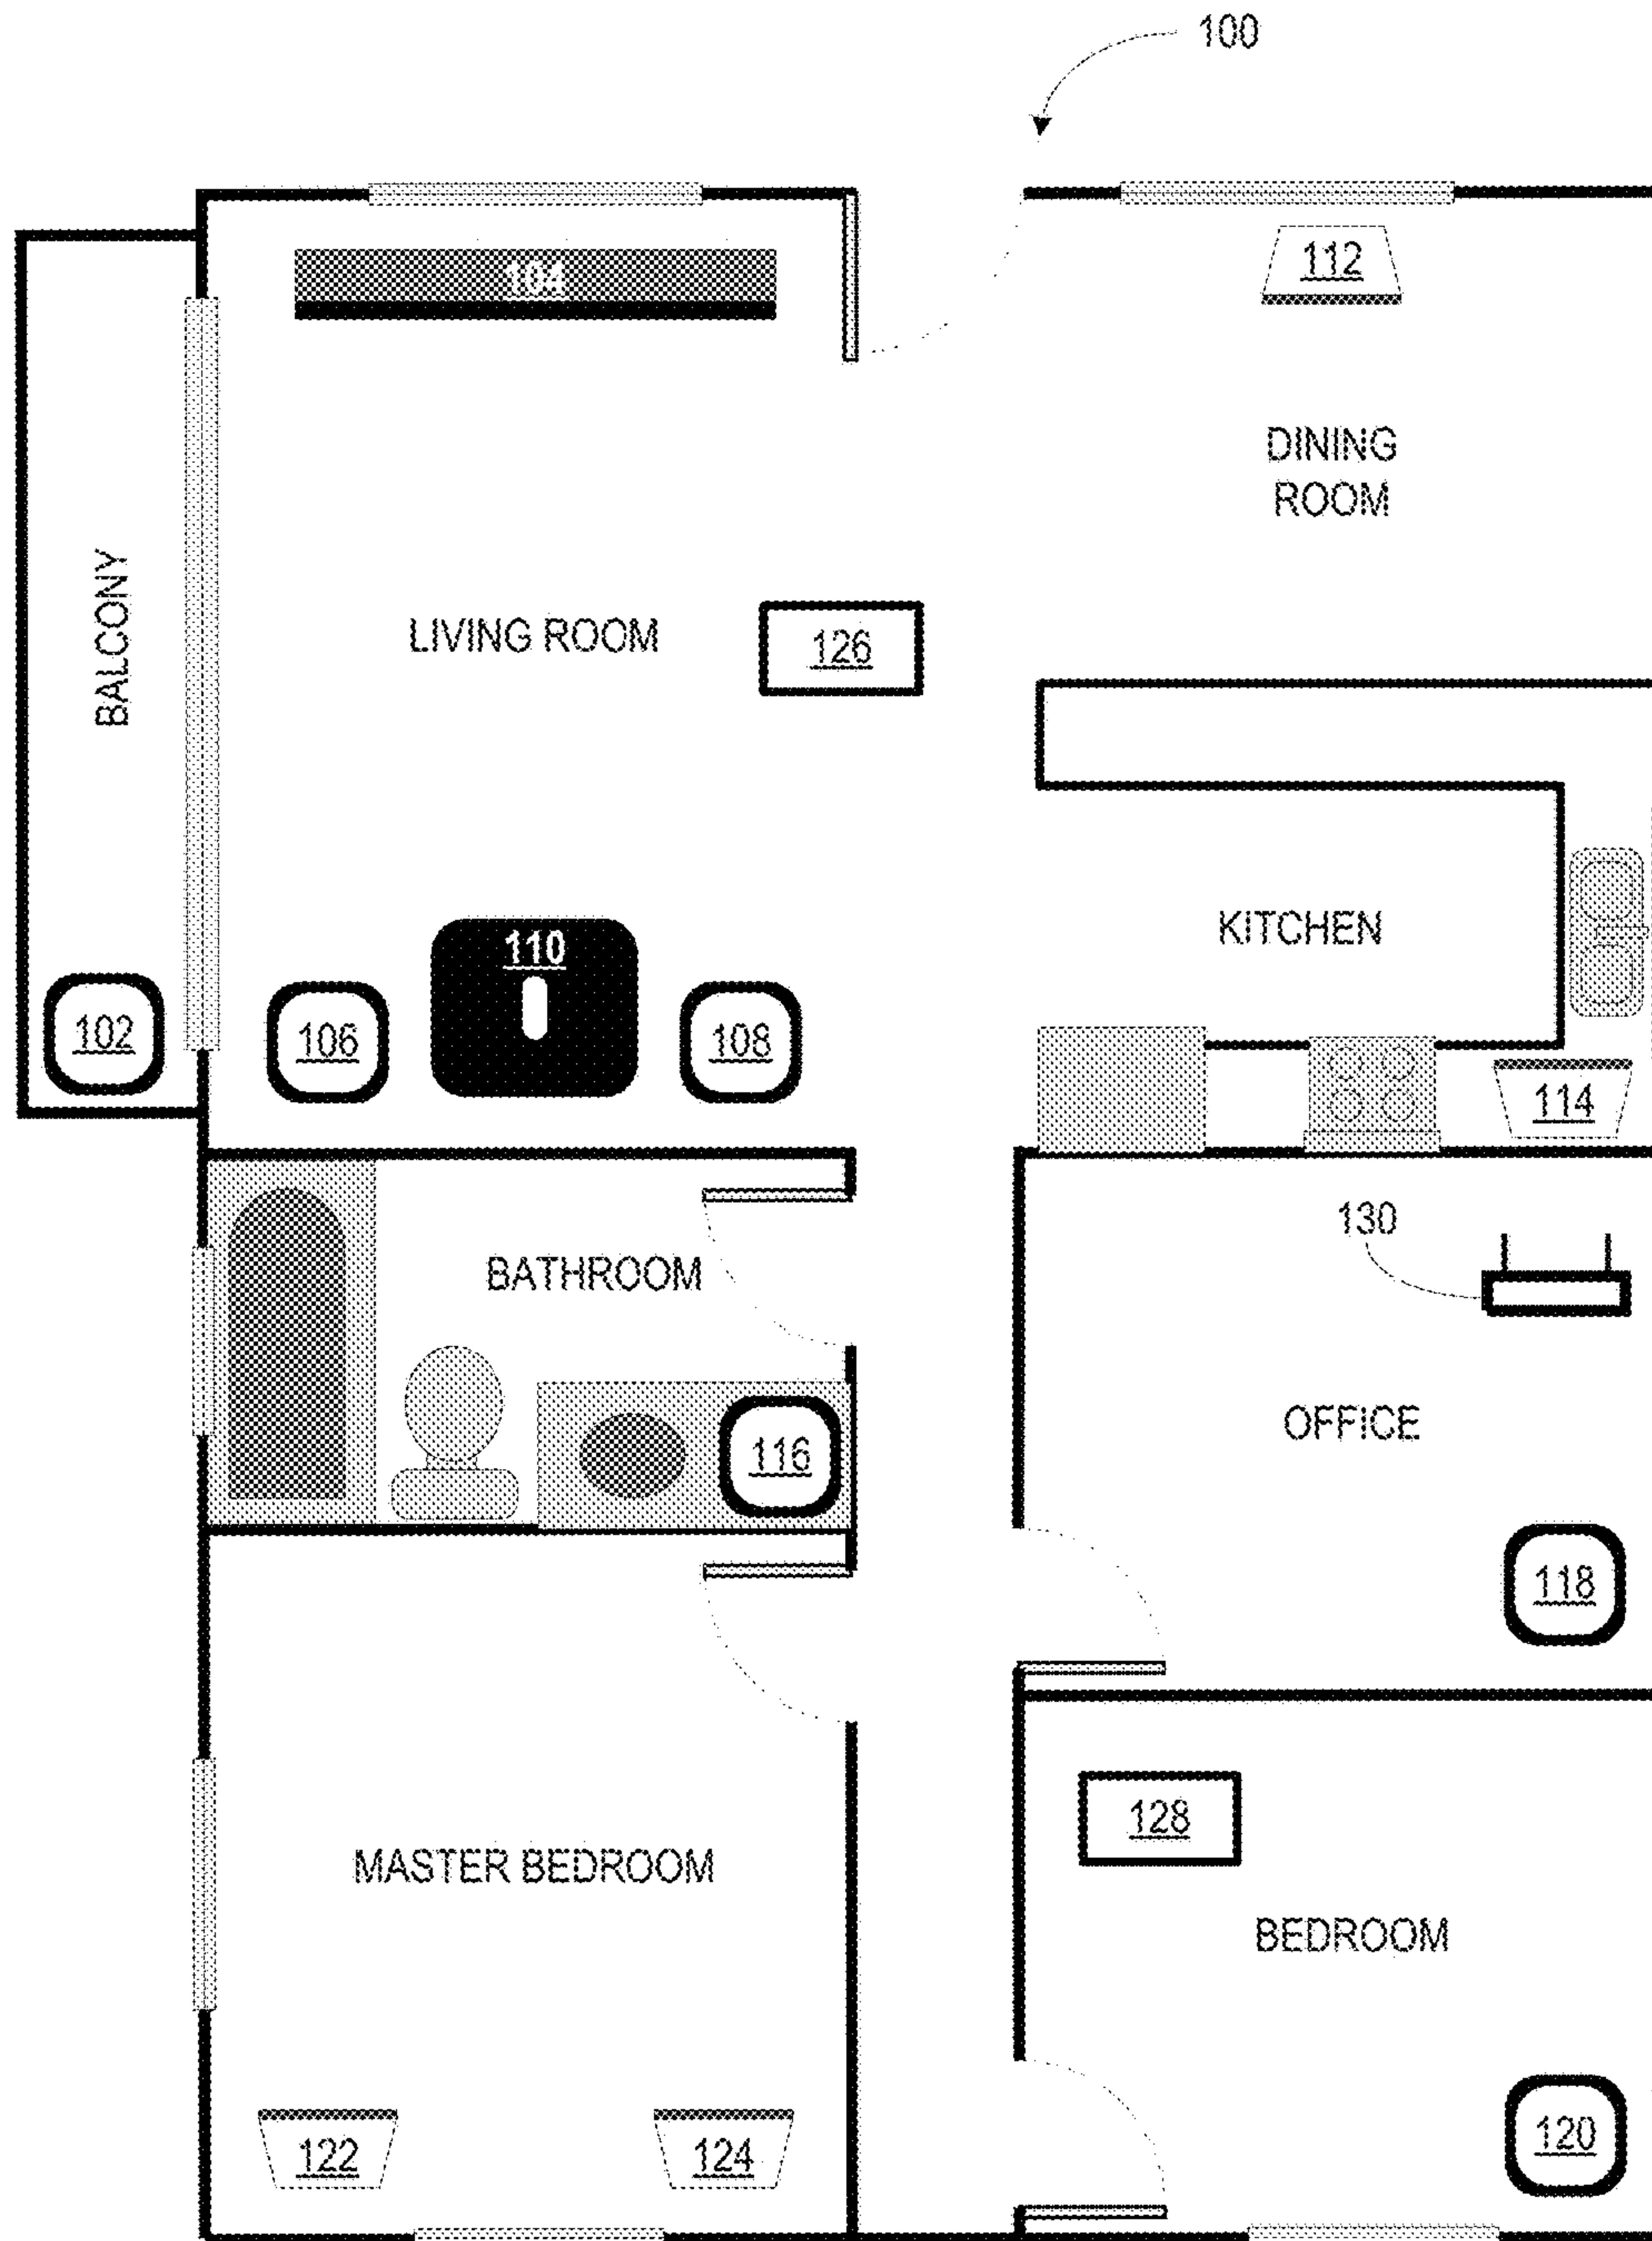 100
104
112
DINING
ROOM
BALCONY
LIVING ROOM
126
KITCHEN
110
102
106
108
114
130
BATHROOM
OFFICE
116
118
128
MASTER BEDROOM
BEDROOM
122
124
120